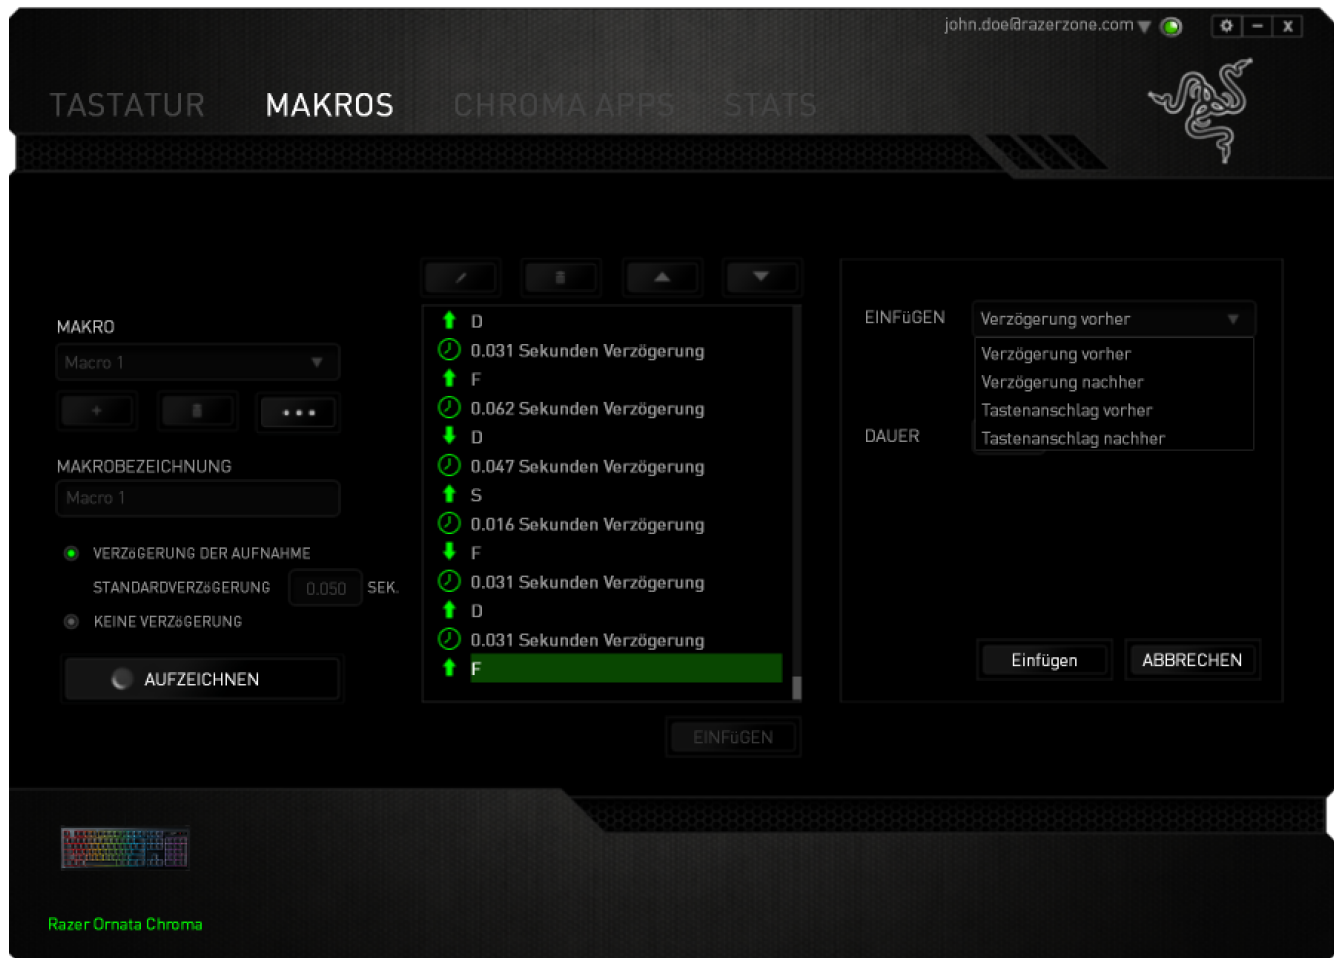 john.doe@razerzone.com
TASTATUR MAKROS CHROMA APPS STATS
MAKRO
Macro 1
MAKROBEZEICHNUNG
Macro 1
VERZöGERUNG DER AUFNAHME
STANDARDVERZöGERUNG 0.050 SEK.
KEINE VERZöGERUNG
AUFZEICHNEN
D
0.031 Sekunden Verzögerung
F
0.062 Sekunden Verzögerung
D
0.047 Sekunden Verzögerung
S
0.016 Sekunden Verzögerung
F
0.031 Sekunden Verzögerung
D
0.031 Sekunden Verzögerung
F
EINFüGEN
EINFüGEN Verzögerung vorher
Verzögerung vorher
Verzögerung nachher
Tastenanschlag vorher
Tastenanschlag nachher
DAUER
Einfügen ABBRECHEN
Razer Ornata Chroma